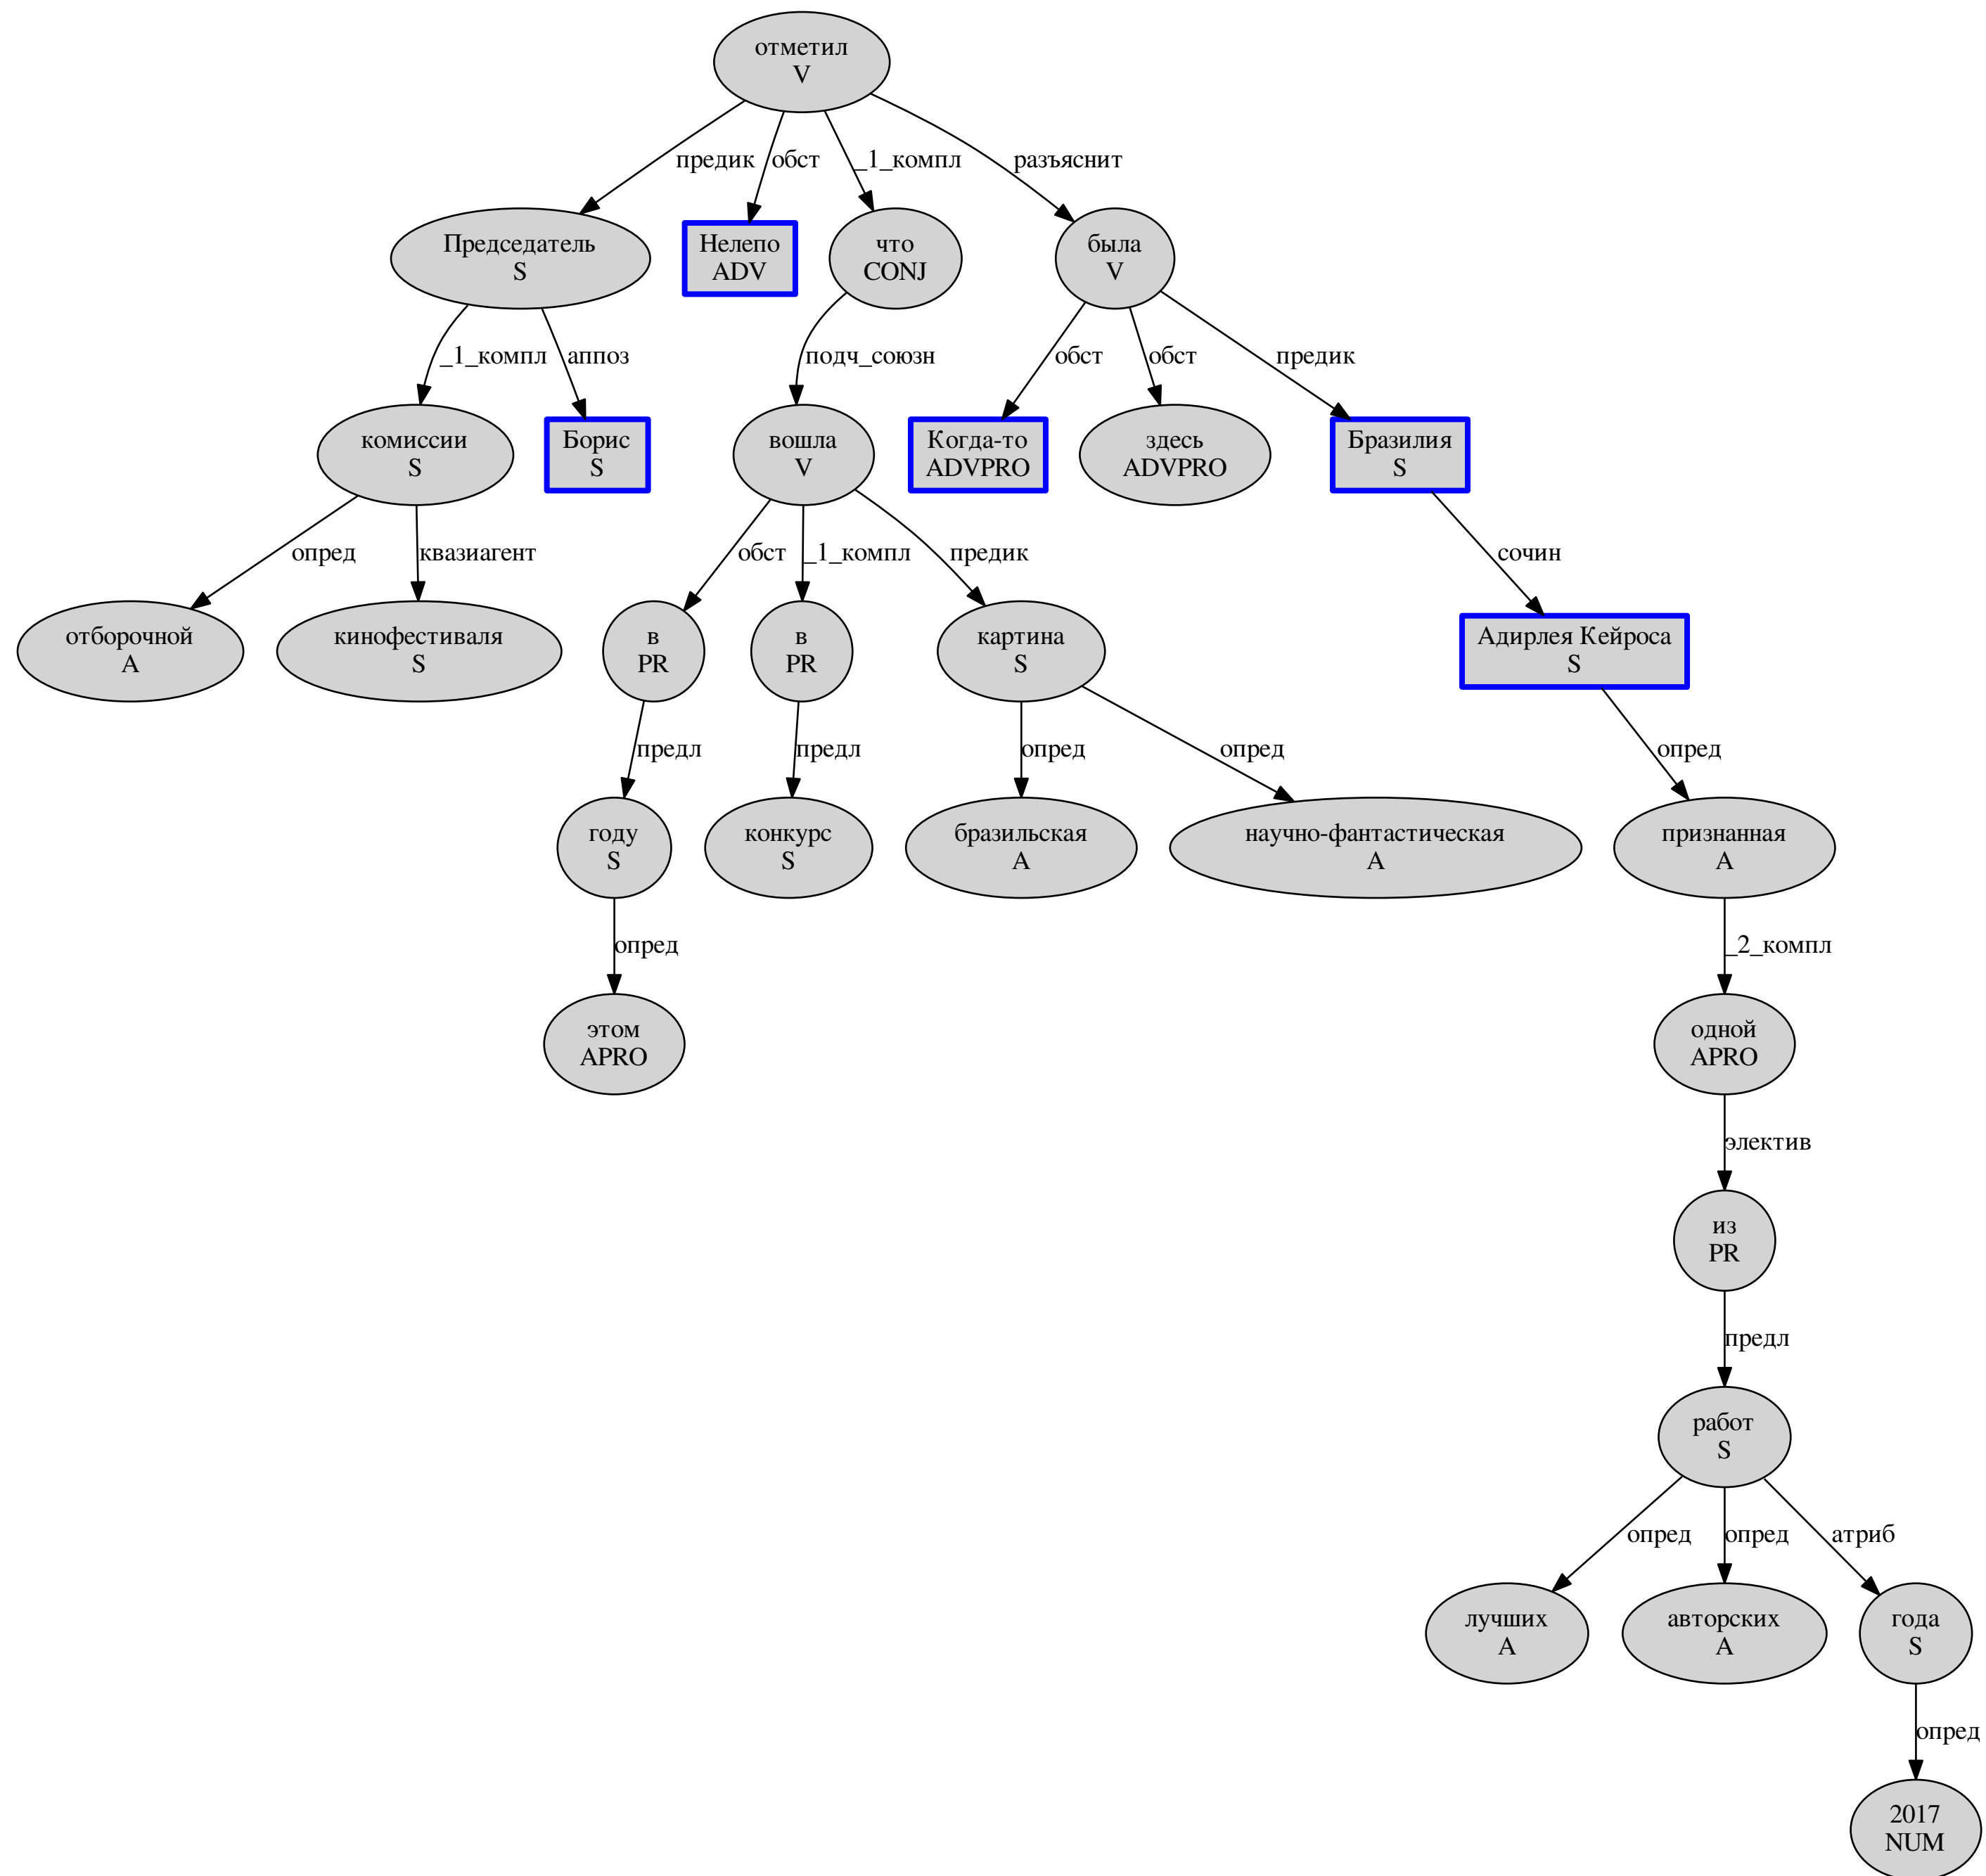 отметил
V
предик
обст
_1_компл
разъяснит
Председатель
S
Нелепо
ADV
что
CONJ
была
V
_1_компл
аппоз
подч_союзн
обст
обст
предик
комиссии
S
Борис
S
вошла
V
Когда-то
ADVPRO
здесь
ADVPRO
Бразилия
S
опред
квазиагент
обст
_1_компл
предик
сочин
отборочной
A
кинофестиваля
S
в
PR
в
PR
картина
S
Адирлея Кейроса
S
предл
предл
опред
опред
опред
году
S
конкурс
S
бразильская
A
научно-фантастическая
A
признанная
A
опред
_2_компл
этом
APRO
одной
APRO
электив
из
PR
предл
работ
S
опред
опред
атриб
лучших
A
авторских
A
года
S
опред
2017
NUM